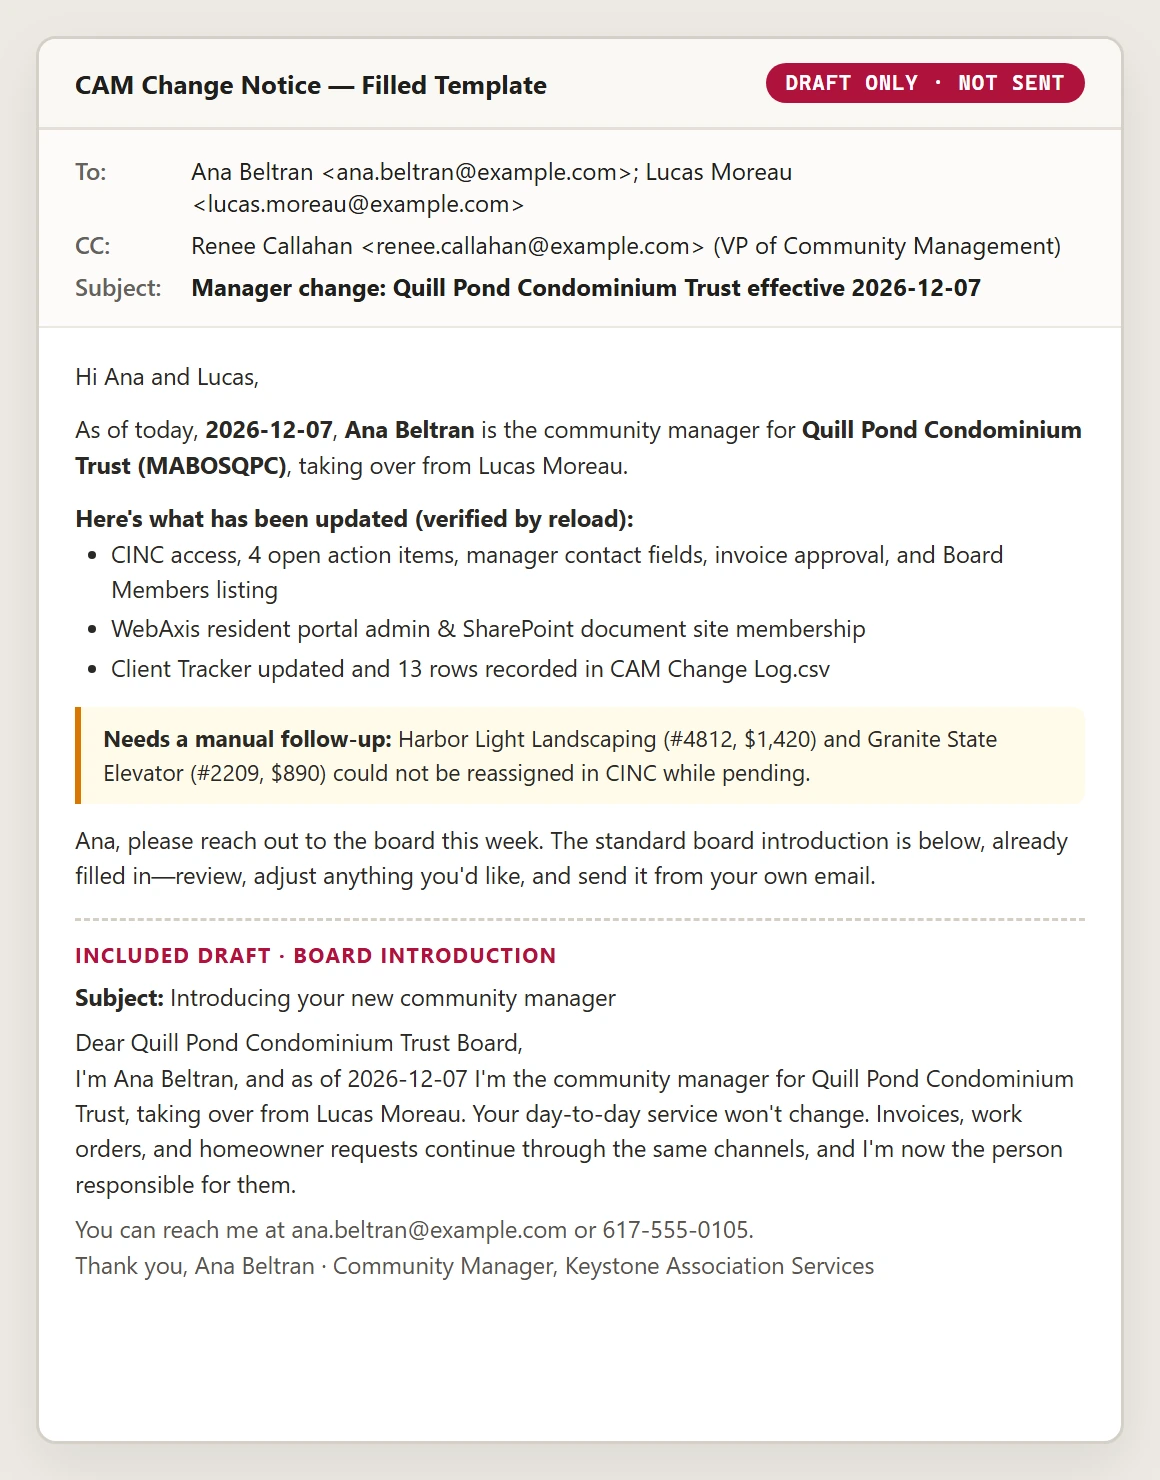 CAM Change Notice — Filled Template
DRAFT ONLY · NOT SENT
To:
Ana Beltran <ana.beltran@example.com>; Lucas Moreau
<lucas.moreau@example.com>
CC:
Renee Callahan <renee.callahan@example.com> (VP of Community Management)
Subject:
Manager change: Quill Pond Condominium Trust effective 2026-12-07
Hi Ana and Lucas,
As of today, 2026-12-07, Ana Beltran is the community manager for Quill Pond Condominium
Trust (MABOSQPC), taking over from Lucas Moreau.
Here's what has been updated (verified by reload):
• CINC access, 4 open action items, manager contact fields, invoice approval, and Board
Members listing
• WebAxis resident portal admin & SharePoint document site membership
• Client Tracker updated and 13 rows recorded in CAM Change Log.csv
Needs a manual follow-up: Harbor Light Landscaping (#4812, $1,420) and Granite State
Elevator (#2209, $890) could not be reassigned in CINC while pending.
Ana, please reach out to the board this week. The standard board introduction is below, already
filled in—review, adjust anything you'd like, and send it from your own email.
INCLUDED DRAFT · BOARD INTRODUCTION
Subject: Introducing your new community manager
Dear Quill Pond Condominium Trust Board,
I'm Ana Beltran, and as of 2026-12-07 I'm the community manager for Quill Pond Condominium
Trust, taking over from Lucas Moreau. Your day-to-day service won't change. Invoices, work
orders, and homeowner requests continue through the same channels, and I'm now the person
responsible for them.
You can reach me at ana.beltran@example.com or 617-555-0105.
Thank you, Ana Beltran · Community Manager, Keystone Association Services